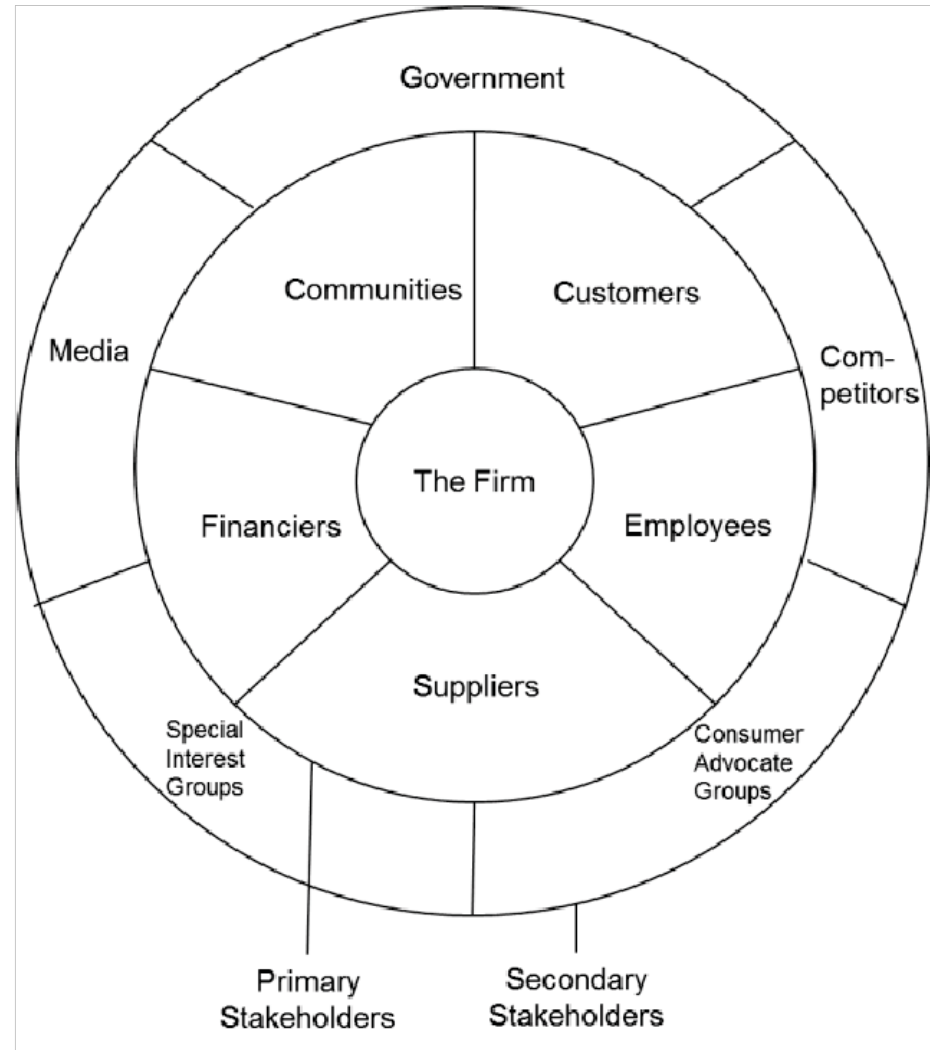 Government
Communities
Customers
Media
Com-
petitors
The Firm
Financiers
Employees
Suppliers
Special
Interest
Groups
Consumer
Advocate
Groups
Primary
Stakeholders
Secondary
Stakeholders